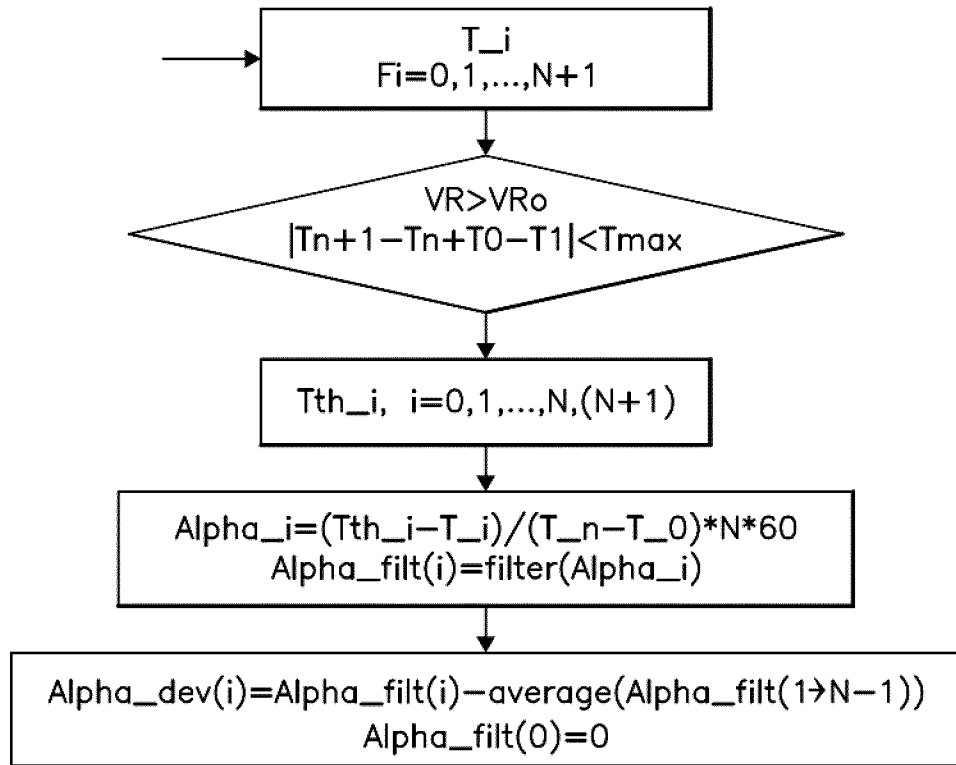 T_i
Fi=0,1,...,N+1
VR>VRo
|Tn+1-Tn+T0-T1|<Tmax
Tth_i, i=0,1,...,N,(N+1)
Alpha_i=(Tth_i-T_i)/(T_n-T_0)*N*60
Alpha_filt(i)=filter(Alpha_i)
Alpha_dev(i)=Alpha_filt(i)-average(Alpha_filt(1→N-1))
Alpha_filt(0)=0